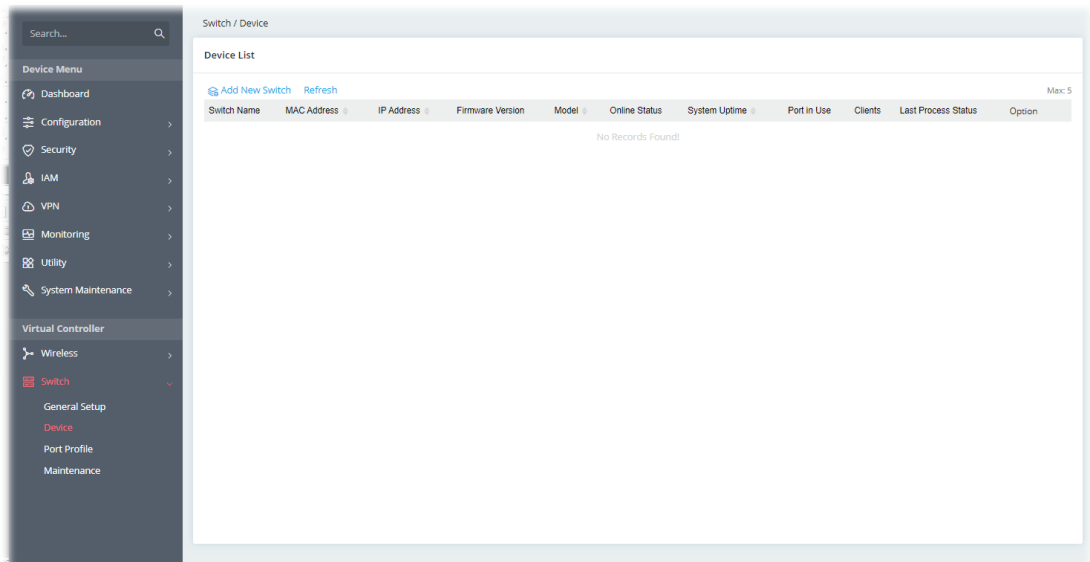 Search...
Device Menu
Dashboard
Configuration
Security
IAM
VPN
Monitoring
Utility
System Maintenance
Virtual Controller
Wireless
Switch
General Setup
Device
Port Profile
Maintenance
Switch / Device
Device List
Add New Switch Refresh Max: 5
Switch Name MAC Address IP Address Firmware Version Model Online Status System Uptime Port in Use Clients Last Process Status Option
No Records Found!